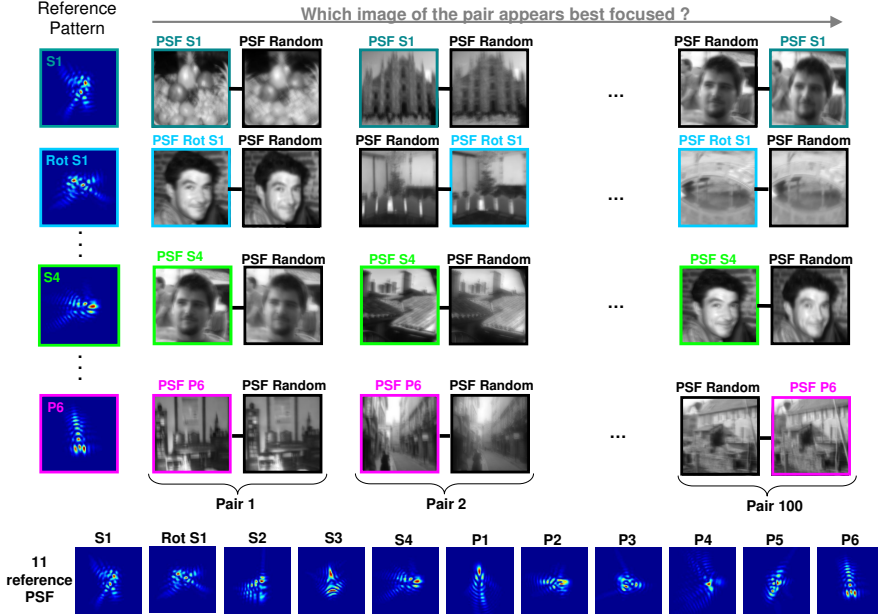 Reference
Pattern
Which image of the pair appears best focused ?
S1
PSF S1 PSF Random
PSF S1 PSF Random
...
PSF Random PSF S1
Rot S1
PSF Rot S1 PSF Random
PSF Random PSF Rot S1
...
PSF Rot S1 PSF Random
.
.
.
S4
PSF S4 PSF Random
PSF S4 PSF Random
...
PSF S4 PSF Random
.
.
.
P6
PSF P6 PSF Random
PSF P6 PSF Random
...
PSF Random PSF P6
Pair 1 Pair 2 Pair 100
11
reference
PSF
S1 Rot S1 S2 S3 S4 P1 P2 P3 P4 P5 P6